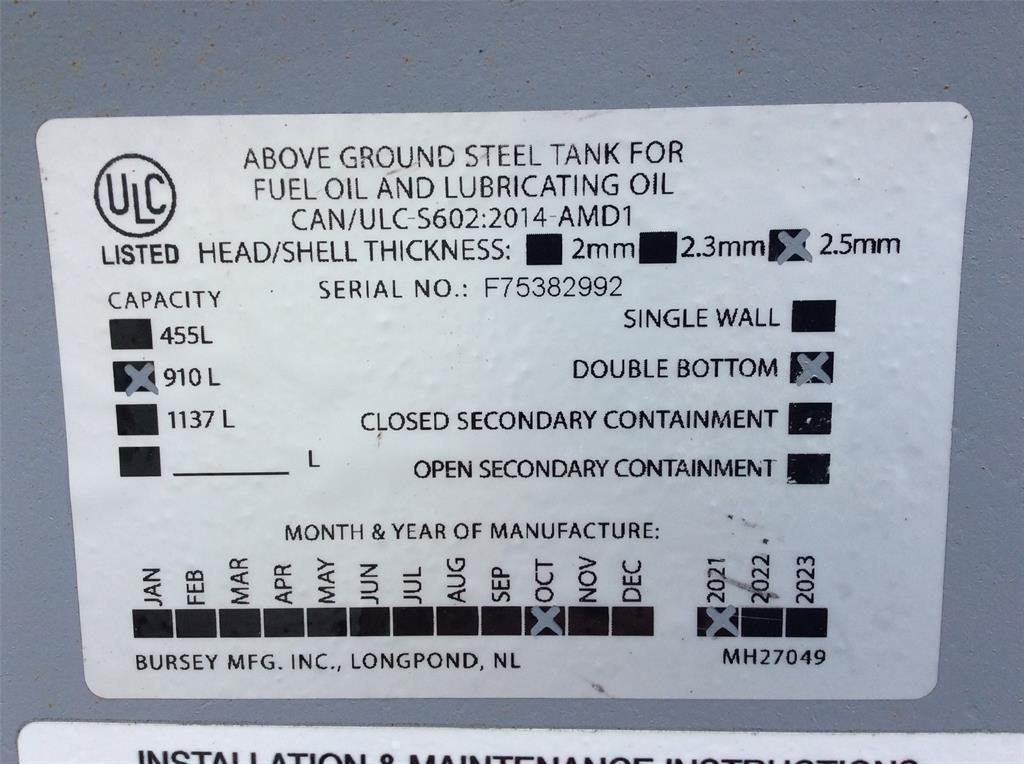 ULC
LISTED
ABOVE GROUND STEEL TANK FOR
FUEL OIL AND LUBRICATING OIL
CAN/ULC-S602:2014-AMD1
HEAD/SHELL THICKNESS: 2mm 2.3mm 2.5mm
SERIAL NO.: F75382992
CAPACITY
455L
910 L
1137 L
L
SINGLE WALL
DOUBLE BOTTOM
CLOSED SECONDARY CONTAINMENT
OPEN SECONDARY CONTAINMENT
MONTH & YEAR OF MANUFACTURE:
JAN FEB MAR APR MAY JUN JUL AUG SEP OCT NOV DEC 2021 2022 2023
BURSEY MFG. INC., LONGPOND, NL MH27049
INSTALLATION & MAINTENANCE INSTRUCTIONS